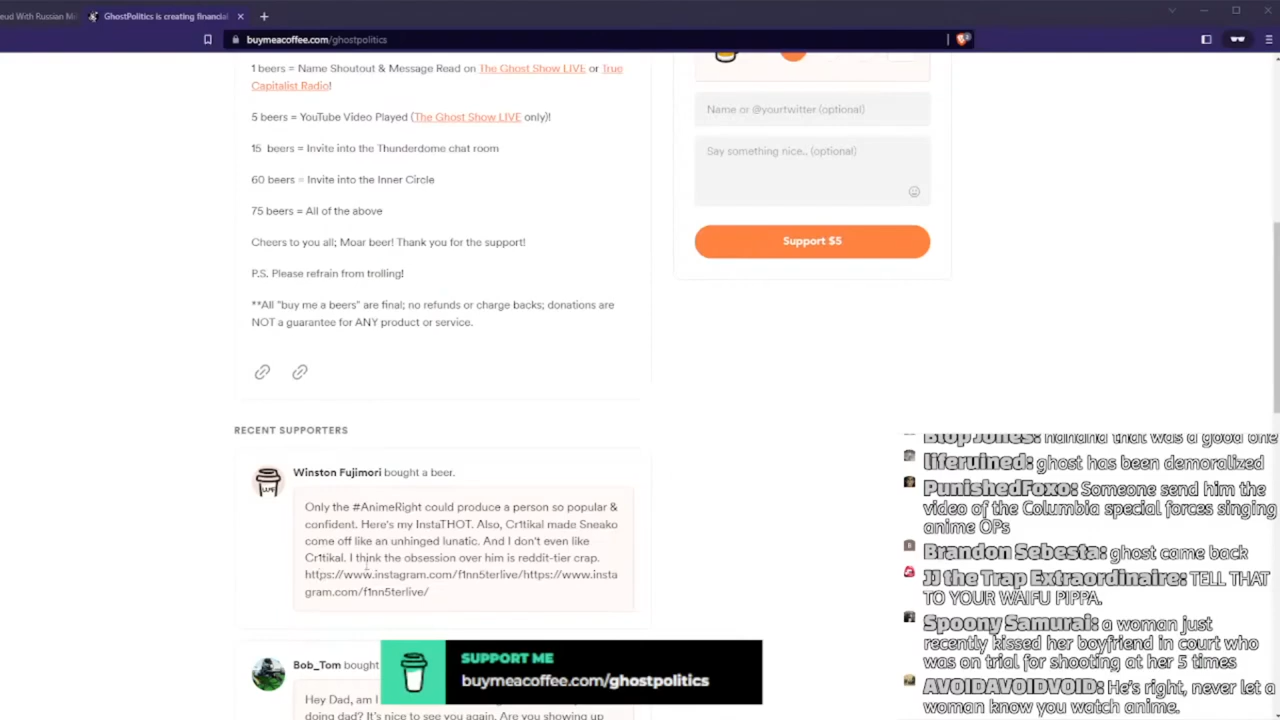 eud With Russian Mi
GhostPolitics is creating financial
buymeacoffee.com/ghostpolitics
1 beers = Name Shoutout & Message Read on The Ghost Show LIVE or True
Capitalist Radio!
5 beers = YouTube Video Played (The Ghost Show LIVE only)!
15 beers = Invite into the Thunderdome chat room
60 beers = Invite into the Inner Circle
75 beers = All of the above
Cheers to you all; Moar beer! Thank you for the support!
P.S. Please refrain from trolling!
**All "buy me a beers" are final; no refunds or charge backs; donations are
NOT a guarantee for ANY product or service.
Name or @yourtwitter (optional)
Say something nice.. (optional)
Support $5
RECENT SUPPORTERS
Winston Fujimori bought a beer.
Only the #AnimeRight could produce a person so popular &
confident. Here's my InstaTHOT. Also, Cr1tikal made Sneako
come off like an unhinged lunatic. And I don't even like
Cr1tikal. I think the obsession over him is reddit-tier crap.
https://www.instagram.com/f1nn5terlive/https://www.insta
gram.com/f1nn5terlive/
Bob_Tom bought
Hey Dad, am I
doing dad? It's nice to see you again. Are you showing up
SUPPORT ME
buymeacoffee.com/ghostpolitics
Btop Jones: hahaha that was a good one
liferuined: ghost has been demoralized
PunishedFoxo: Someone send him the
video of the Columbia special forces singing
anime OPs
Brandon Sebesta: ghost came back
JJ the Trap Extraordinaire: TELL THAT
TO YOUR WAIFU PIPPA.
Spoony Samurai: a woman just
recently kissed her boyfriend in court who
was on trial for shooting at her 5 times
AVOIDAVOIDVOID: He's right, never let a
woman know you watch anime.